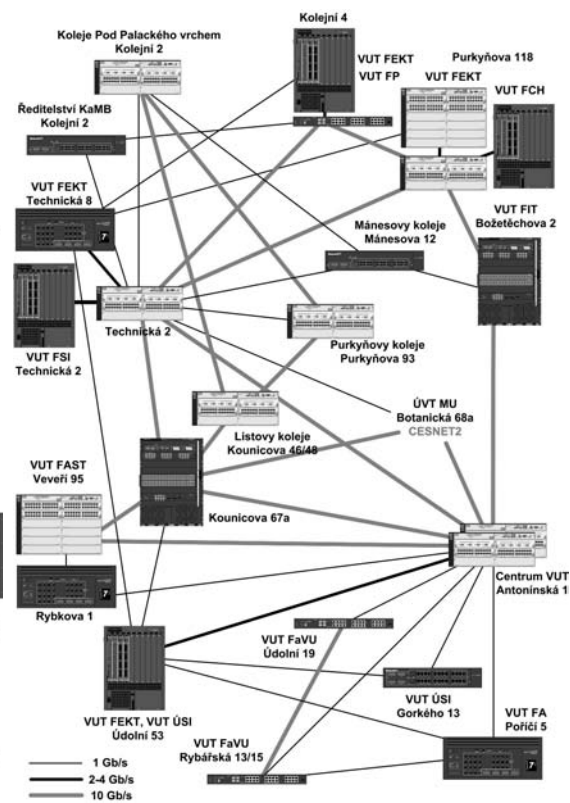 Koleje Pod Palackého vrchem
Kolejní 2
Kolejní 4
VUT FEKT
VUT FP
Purkyňova 118
VUT FEKT
VUT FCH
Ředitelství KaMB
Kolejní 2
VUT FEKT
Technická 8
Mánesovy koleje
Mánesova 12
VUT FIT
Božetěchova 2
VUT FSI
Technická 2
Technická 2
Purkyňovy koleje
Purkyňova 93
ÚVT MU
Botanická 68a
CESNET2
Listovy koleje
Kounicova 46/48
VUT FAST
Veveří 95
Kounicova 67a
Rybkova 1
Centrum VUT
Antonínská 1
VUT FaVU
Údolní 19
VUT ÚSI
Gorkého 13
VUT FEKT, VUT ÚSI
Údolní 53
VUT FaVU
Rybářská 13/15
VUT FA
Poříčí 5
1 Gb/s
2-4 Gb/s
10 Gb/s